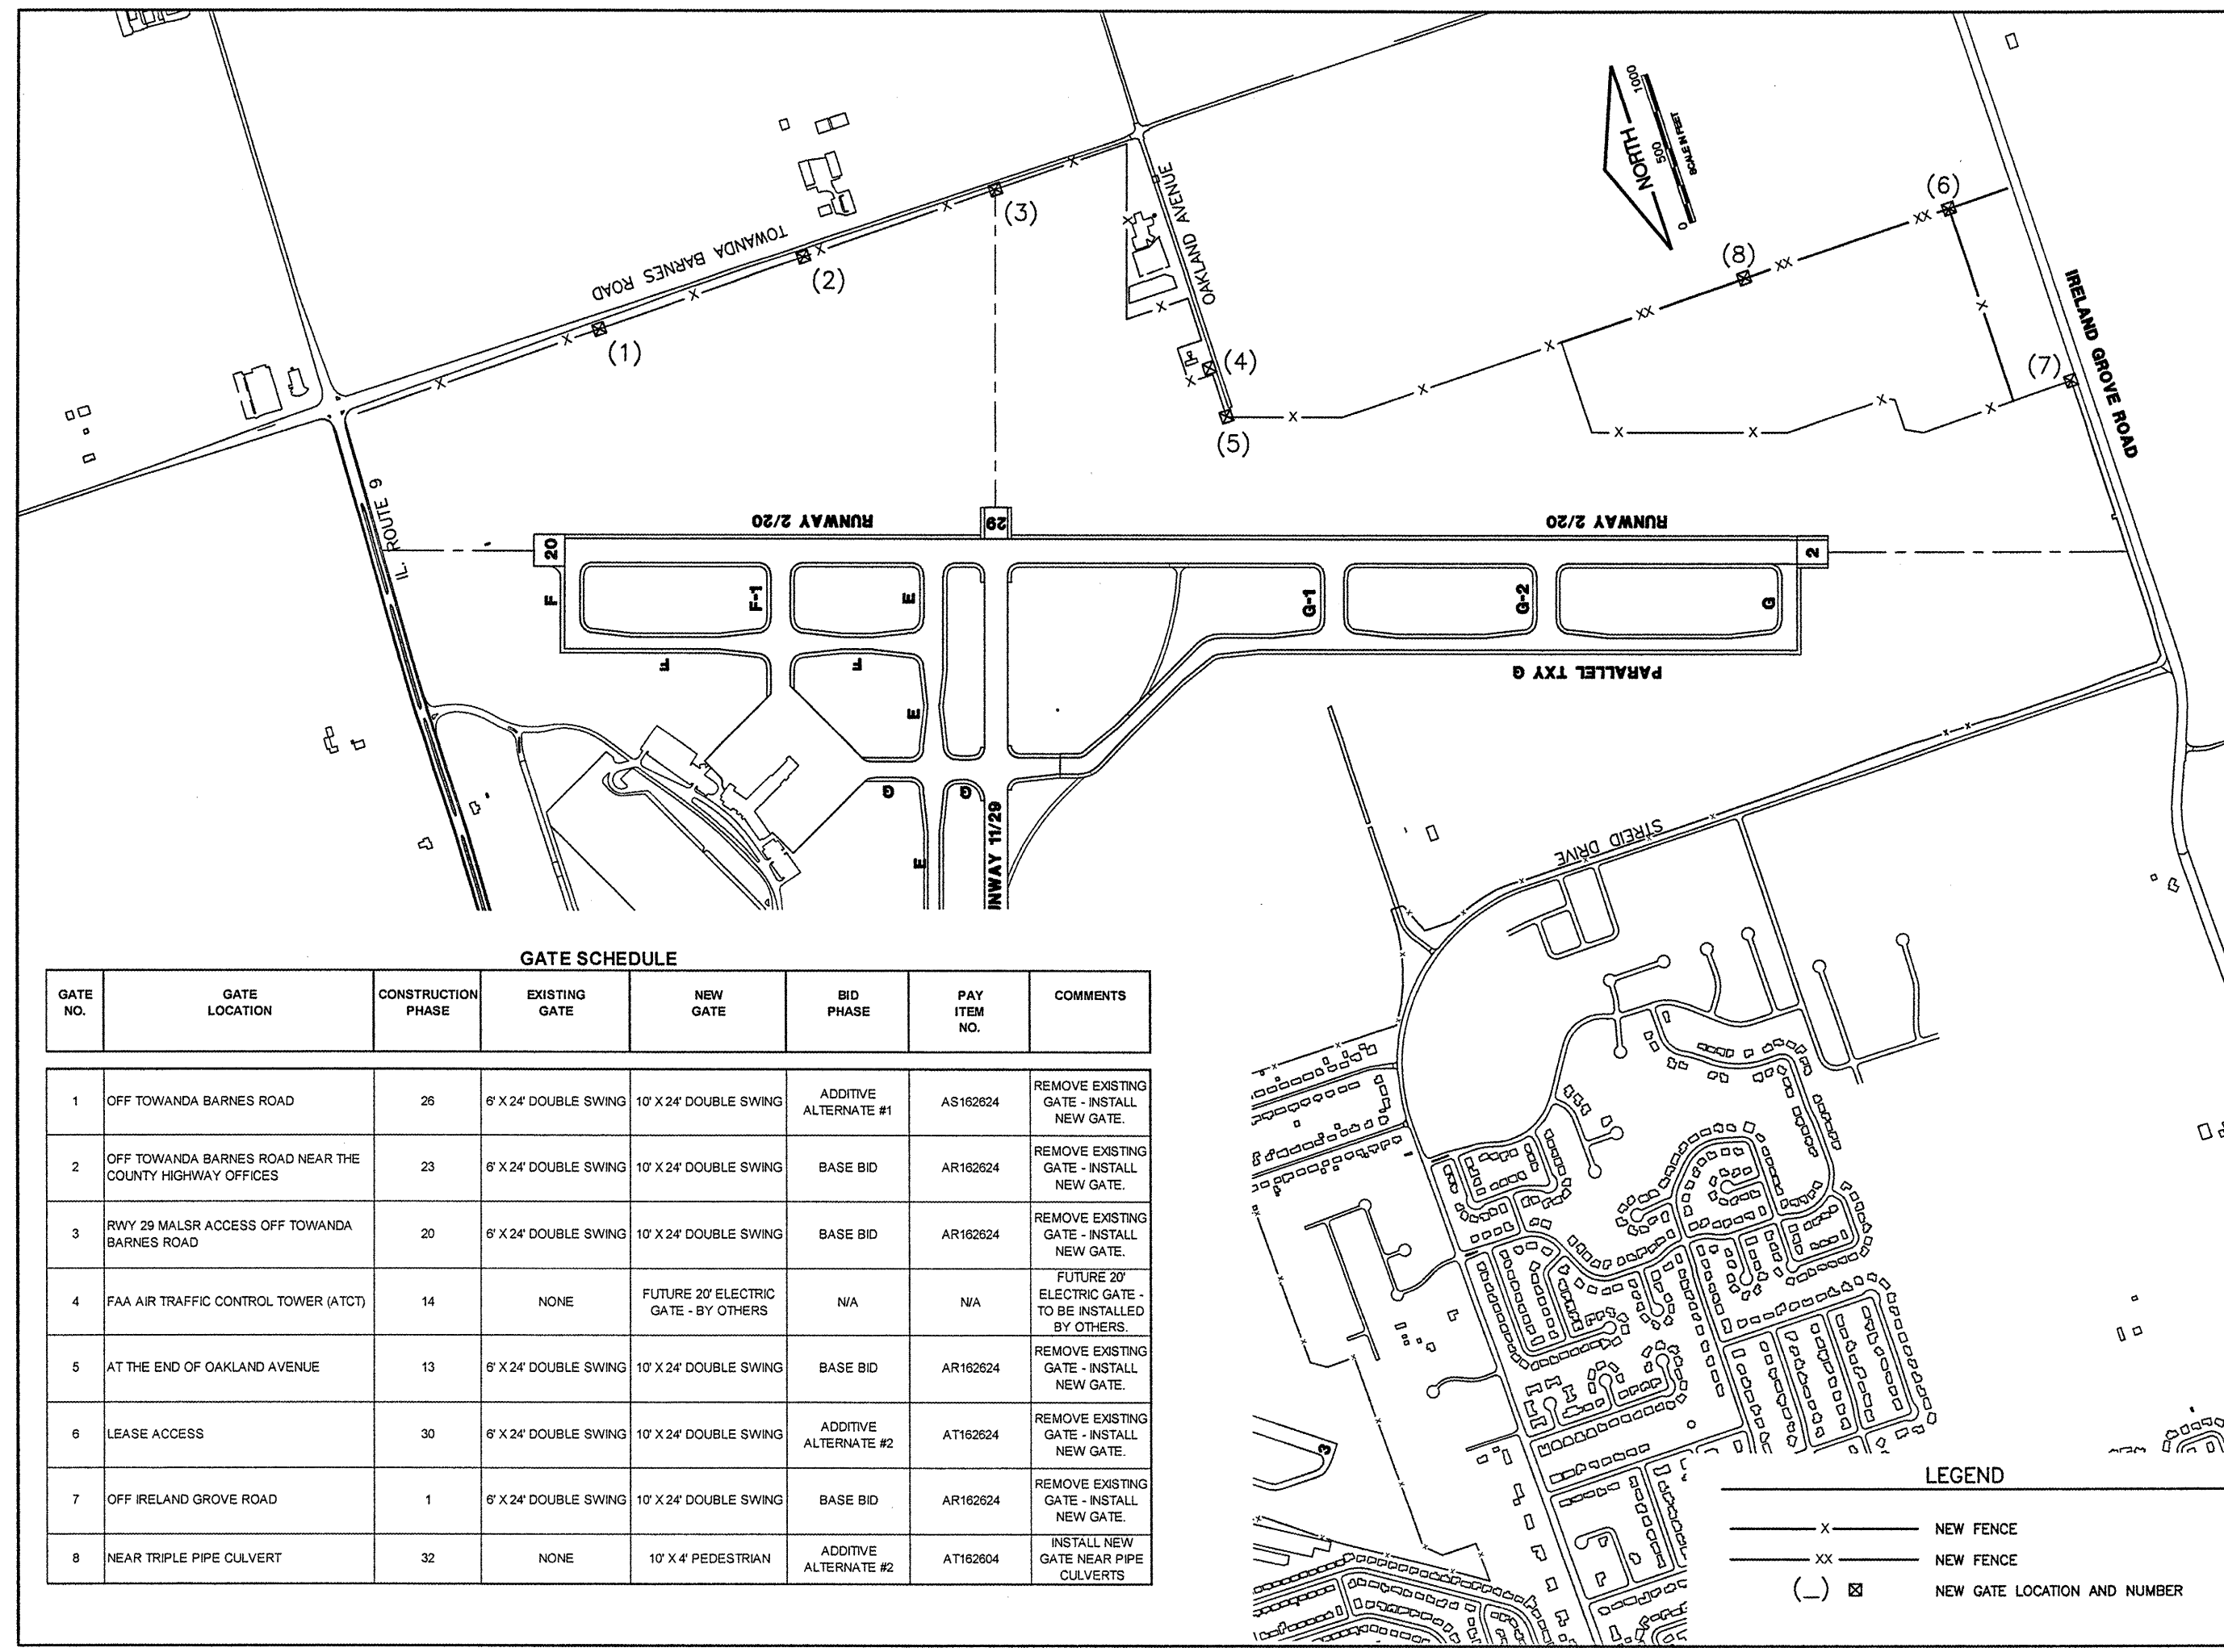 1000
NORTH
500
SCALE IN FEET
0
TOWANDA BARNES ROAD
OAKLAND AVENUE
IRELAND GROVE ROAD
IL. ROUTE 9
(1)
(2)
(3)
(4)
(5)
(6)
(7)
(8)
RUNWAY 2/20
RUNWAY 2/20
20
29
2
F
F-1
E
G-1
G-2
G
F
F
E
PARALLEL TXY G
G
G
E
NWAY 11/29
STREID DRIVE
3
GATE SCHEDULE
GATE NO.
GATE LOCATION
CONSTRUCTION PHASE
EXISTING GATE
NEW GATE
BID PHASE
PAY ITEM NO.
COMMENTS
1
OFF TOWANDA BARNES ROAD
26
6' X 24' DOUBLE SWING
10' X 24' DOUBLE SWING
ADDITIVE ALTERNATE #1
AS162624
REMOVE EXISTING GATE - INSTALL NEW GATE.
2
OFF TOWANDA BARNES ROAD NEAR THE COUNTY HIGHWAY OFFICES
23
6' X 24' DOUBLE SWING
10' X 24' DOUBLE SWING
BASE BID
AR162624
REMOVE EXISTING GATE - INSTALL NEW GATE.
3
RWY 29 MALSR ACCESS OFF TOWANDA BARNES ROAD
20
6' X 24' DOUBLE SWING
10' X 24' DOUBLE SWING
BASE BID
AR162624
REMOVE EXISTING GATE - INSTALL NEW GATE.
4
FAA AIR TRAFFIC CONTROL TOWER (ATCT)
14
NONE
FUTURE 20' ELECTRIC GATE - BY OTHERS
N/A
N/A
FUTURE 20' ELECTRIC GATE - TO BE INSTALLED BY OTHERS.
5
AT THE END OF OAKLAND AVENUE
13
6' X 24' DOUBLE SWING
10' X 24' DOUBLE SWING
BASE BID
AR162624
REMOVE EXISTING GATE - INSTALL NEW GATE.
6
LEASE ACCESS
30
6' X 24' DOUBLE SWING
10' X 24' DOUBLE SWING
ADDITIVE ALTERNATE #2
AT162624
REMOVE EXISTING GATE - INSTALL NEW GATE.
7
OFF IRELAND GROVE ROAD
1
6' X 24' DOUBLE SWING
10' X 24' DOUBLE SWING
BASE BID
AR162624
REMOVE EXISTING GATE - INSTALL NEW GATE.
8
NEAR TRIPLE PIPE CULVERT
32
NONE
10' X 4' PEDESTRIAN
ADDITIVE ALTERNATE #2
AT162604
INSTALL NEW GATE NEAR PIPE CULVERTS
LEGEND
X NEW FENCE
XX NEW FENCE
(_) NEW GATE LOCATION AND NUMBER